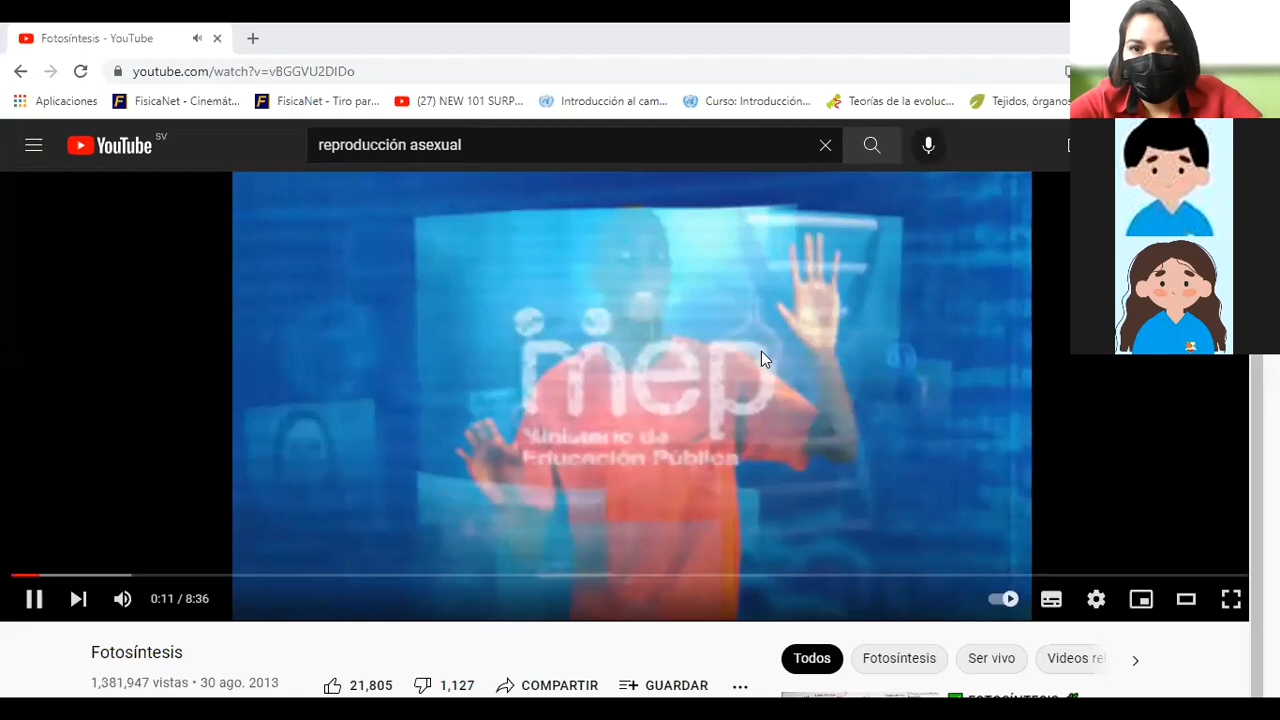 Fotosíntesis - YouTube
youtube.com/watch?v=vBGGVU2DIDo
Aplicaciones
FisicaNet - Cinemát...
FisicaNet - Tiro par...
(27) NEW 101 SURP...
Introducción al cam...
Curso: Introducción...
Teorías de la evoluc...
Tejidos, órganos
YouTube SV
reproducción asexual
mep
Ministerio de
Educación Pública
0:11 / 8:36
Fotosíntesis
1,381,947 vistas • 30 ago. 2013
21,805
1,127
COMPARTIR
GUARDAR
Todos
Fotosíntesis
Ser vivo
Videos rel
FOTOSÍNTESIS